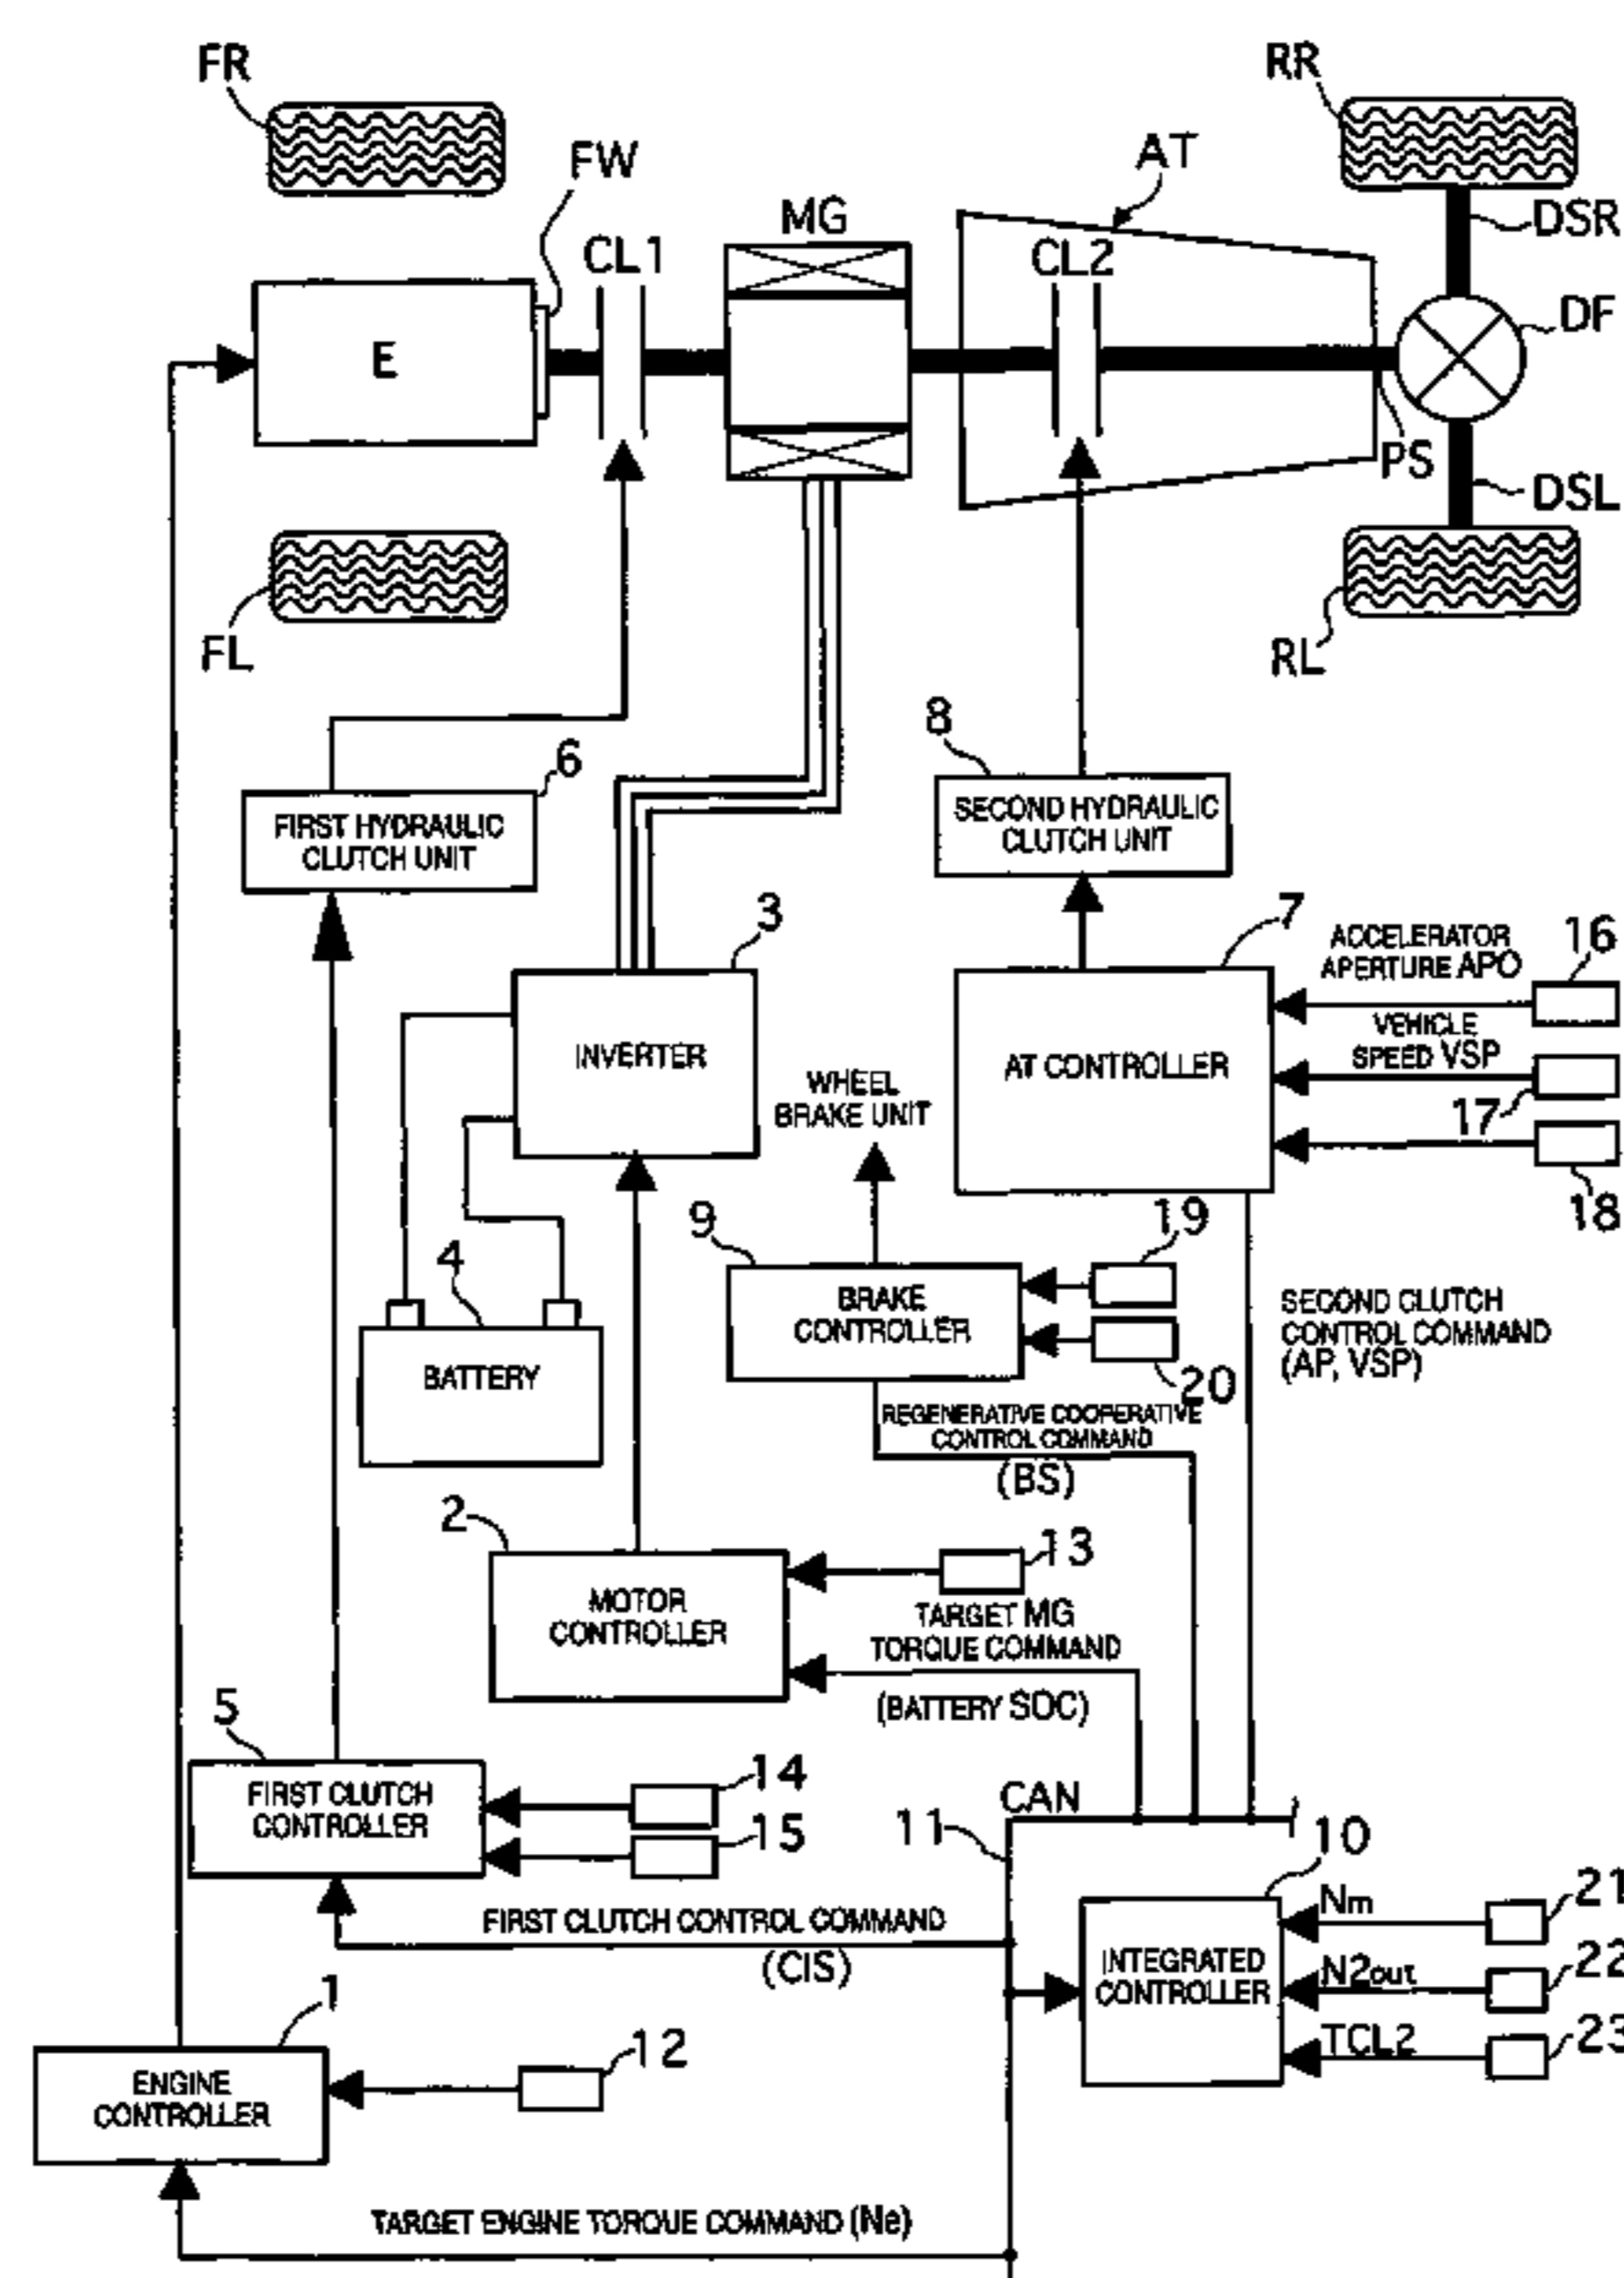 FR
RR
FW
AT
MG
DSR
CL1
CL2
DF
E
PS
DSL
FL
RL
8
6
FIRST HYDRAULIC
CLUTCH UNIT
SECOND HYDRAULIC
CLUTCH UNIT
3
7
ACCELERATOR
APERTURE APO
16
INVERTER
AT CONTROLLER
VEHICLE
SPEED VSP
WHEEL
BRAKE UNIT
17
18
9
19
4
BRAKE
CONTROLLER
SECOND CLUTCH
CONTROL COMMAND
(AP, VSP)
BATTERY
20
REGENERATIVE COOPERATIVE
CONTROL COMMAND
(BS)
2
13
MOTOR
CONTROLLER
TARGET MG
TORQUE COMMAND
(BATTERY SOC)
5
14
FIRST CLUTCH
CONTROLLER
15
CAN
11
10
FIRST CLUTCH CONTROL COMMAND
(CIS)
Nm
21
INTEGRATED
CONTROLLER
N2out
22
TCL2
23
1
12
ENGINE
CONTROLLER
TARGET ENGINE TORQUE COMMAND (Ne)